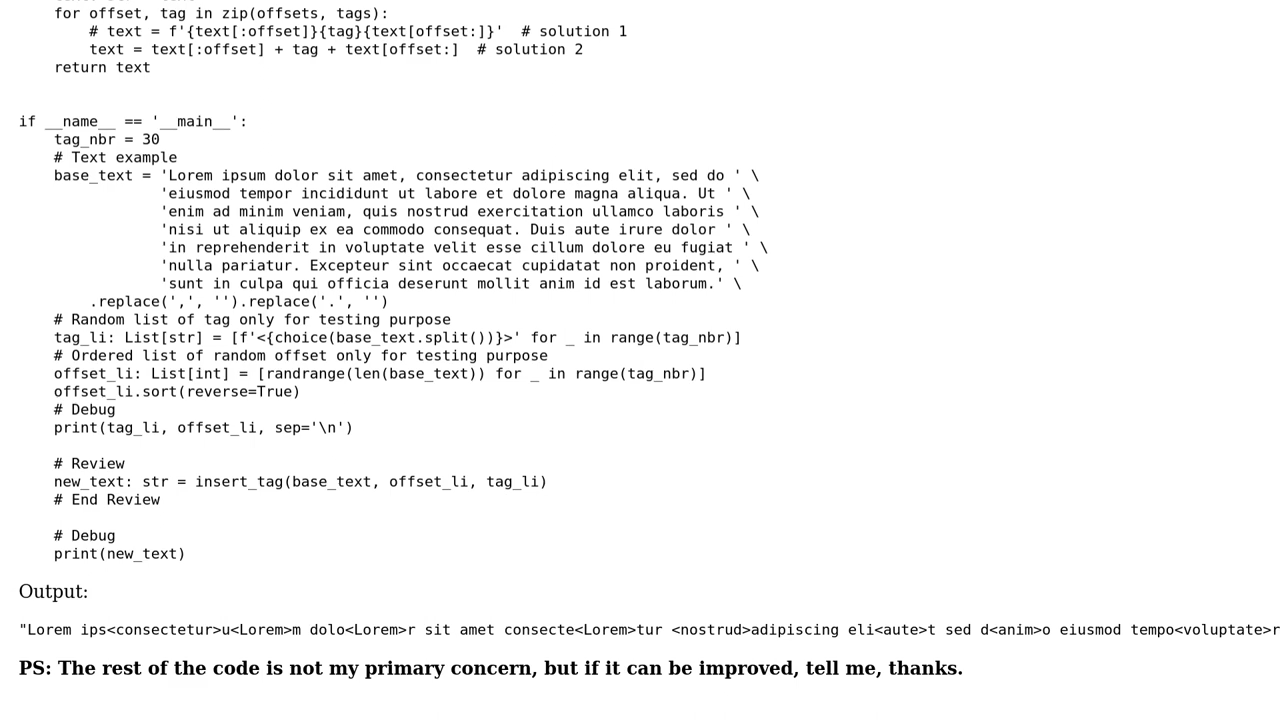 for offset, tag in zip(offsets, tags):
        # text = f'{text[:offset]}{tag}{text[offset:]}'  # solution 1
        text = text[:offset] + tag + text[offset:]  # solution 2
    return text


if __name__ == '__main__':
    tag_nbr = 30
    # Text example
    base_text = 'Lorem ipsum dolor sit amet, consectetur adipiscing elit, sed do ' \
                'eiusmod tempor incididunt ut labore et dolore magna aliqua. Ut ' \
                'enim ad minim veniam, quis nostrud exercitation ullamco laboris ' \
                'nisi ut aliquip ex ea commodo consequat. Duis aute irure dolor ' \
                'in reprehenderit in voluptate velit esse cillum dolore eu fugiat ' \
                'nulla pariatur. Excepteur sint occaecat cupidatat non proident, ' \
                'sunt in culpa qui officia deserunt mollit anim id est laborum.' \
        .replace(',', '').replace('.', '')
    # Random list of tag only for testing purpose
    tag_li: List[str] = [f'<{choice(base_text.split())}>' for _ in range(tag_nbr)]
    # Ordered list of random offset only for testing purpose
    offset_li: List[int] = [randrange(len(base_text)) for _ in range(tag_nbr)]
    offset_li.sort(reverse=True)
    # Debug
    print(tag_li, offset_li, sep='\n')

    # Review
    new_text: str = insert_tag(base_text, offset_li, tag_li)
    # End Review

    # Debug
    print(new_text)
Output:
"Lorem ips<consectetur>u<Lorem>m dolo<Lorem>r sit amet consecte<Lorem>tur <nostrud>adipiscing eli<aute>t sed d<anim>o eiusmod tempo<voluptate>r
PS: The rest of the code is not my primary concern, but if it can be improved, tell me, thanks.